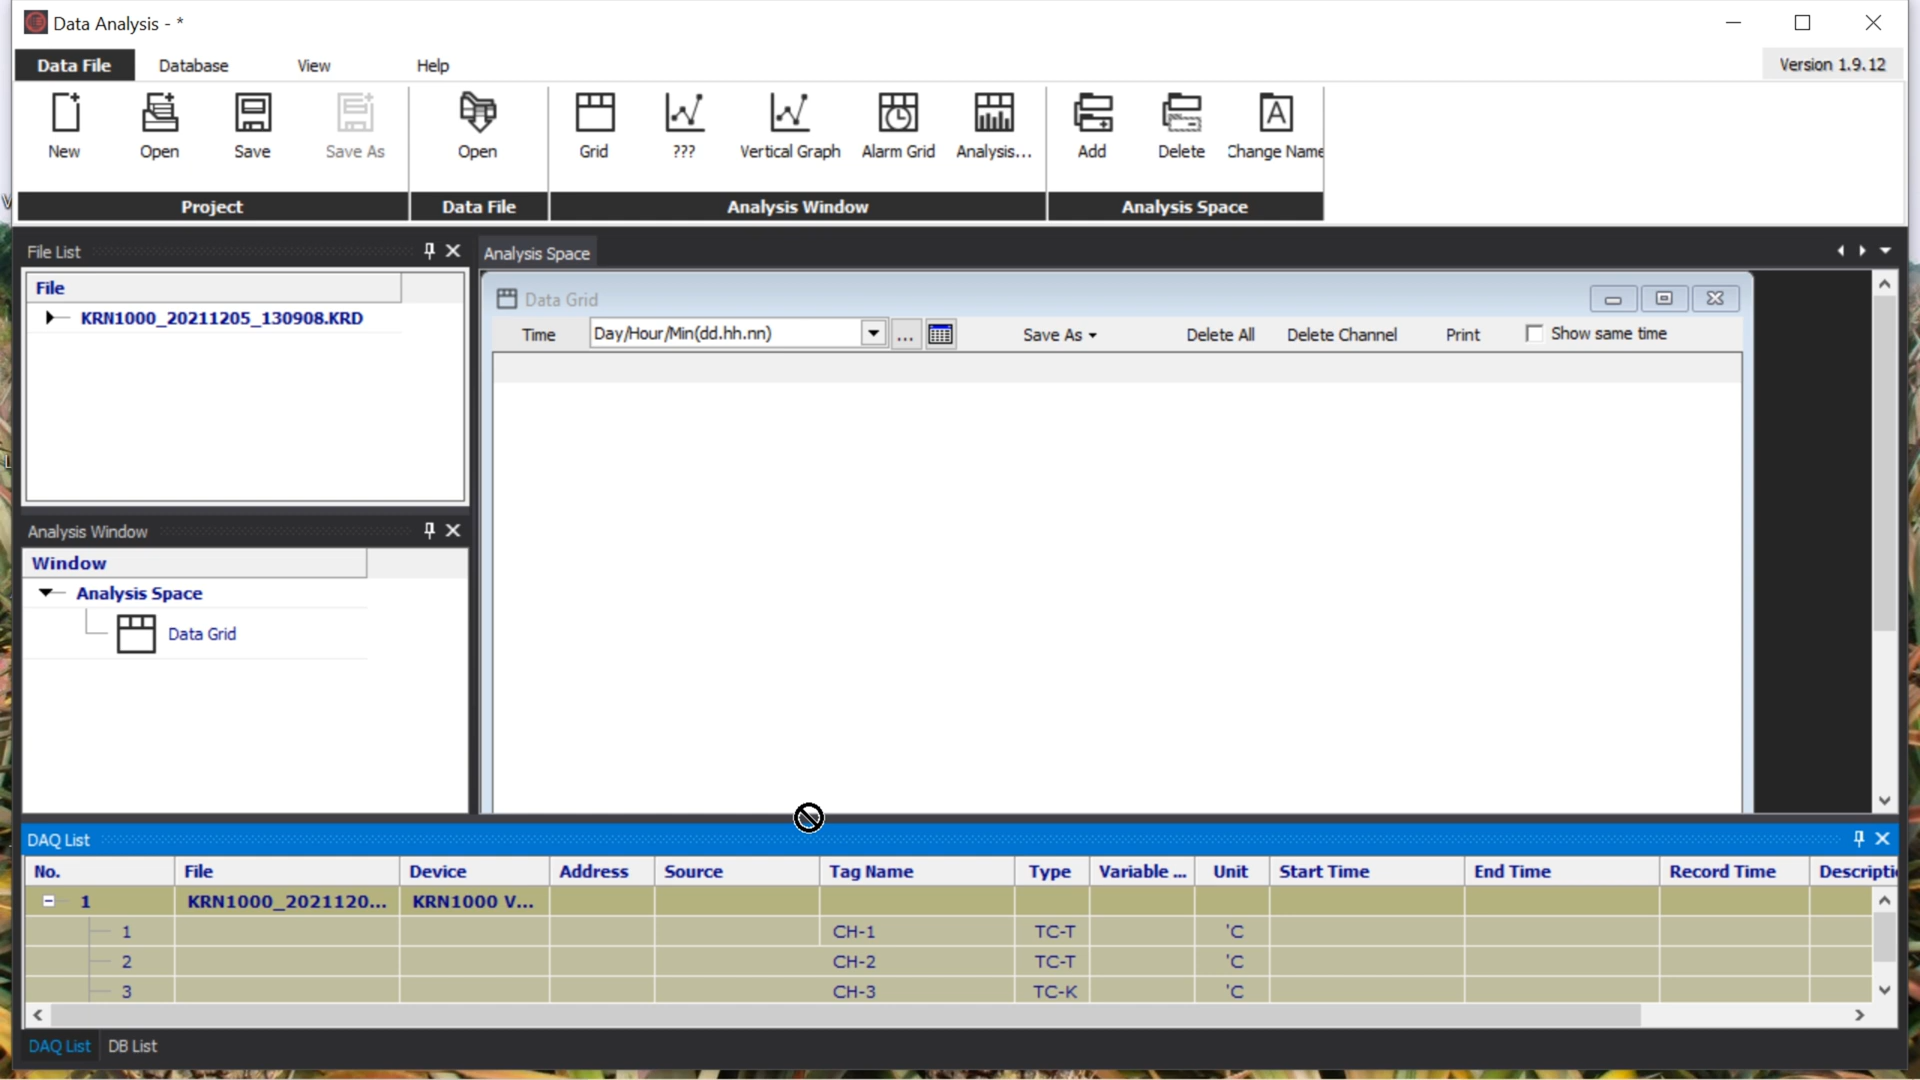 Data Analysis - *
Data File Database View Help Version 1.9.12
New Open Save Save As Open Grid ??? Vertical Graph Alarm Grid Analysis... Add Delete Change Name
Project Data File Analysis Window Analysis Space
File List
File
KRN1000_20211205_130908.KRD
Analysis Window
Window
Analysis Space
Data Grid
Analysis Space
Data Grid
Time Day/Hour/Min(dd.hh.nn) ... Save As Delete All Delete Channel Print Show same time
DAQ List
No. File Device Address Source Tag Name Type Variable ... Unit Start Time End Time Record Time Descripti
1 KRN1000_2021120... KRN1000 V...
1 CH-1 TC-T 'C
2 CH-2 TC-T 'C
3 CH-3 TC-K 'C
DAQ List DB List